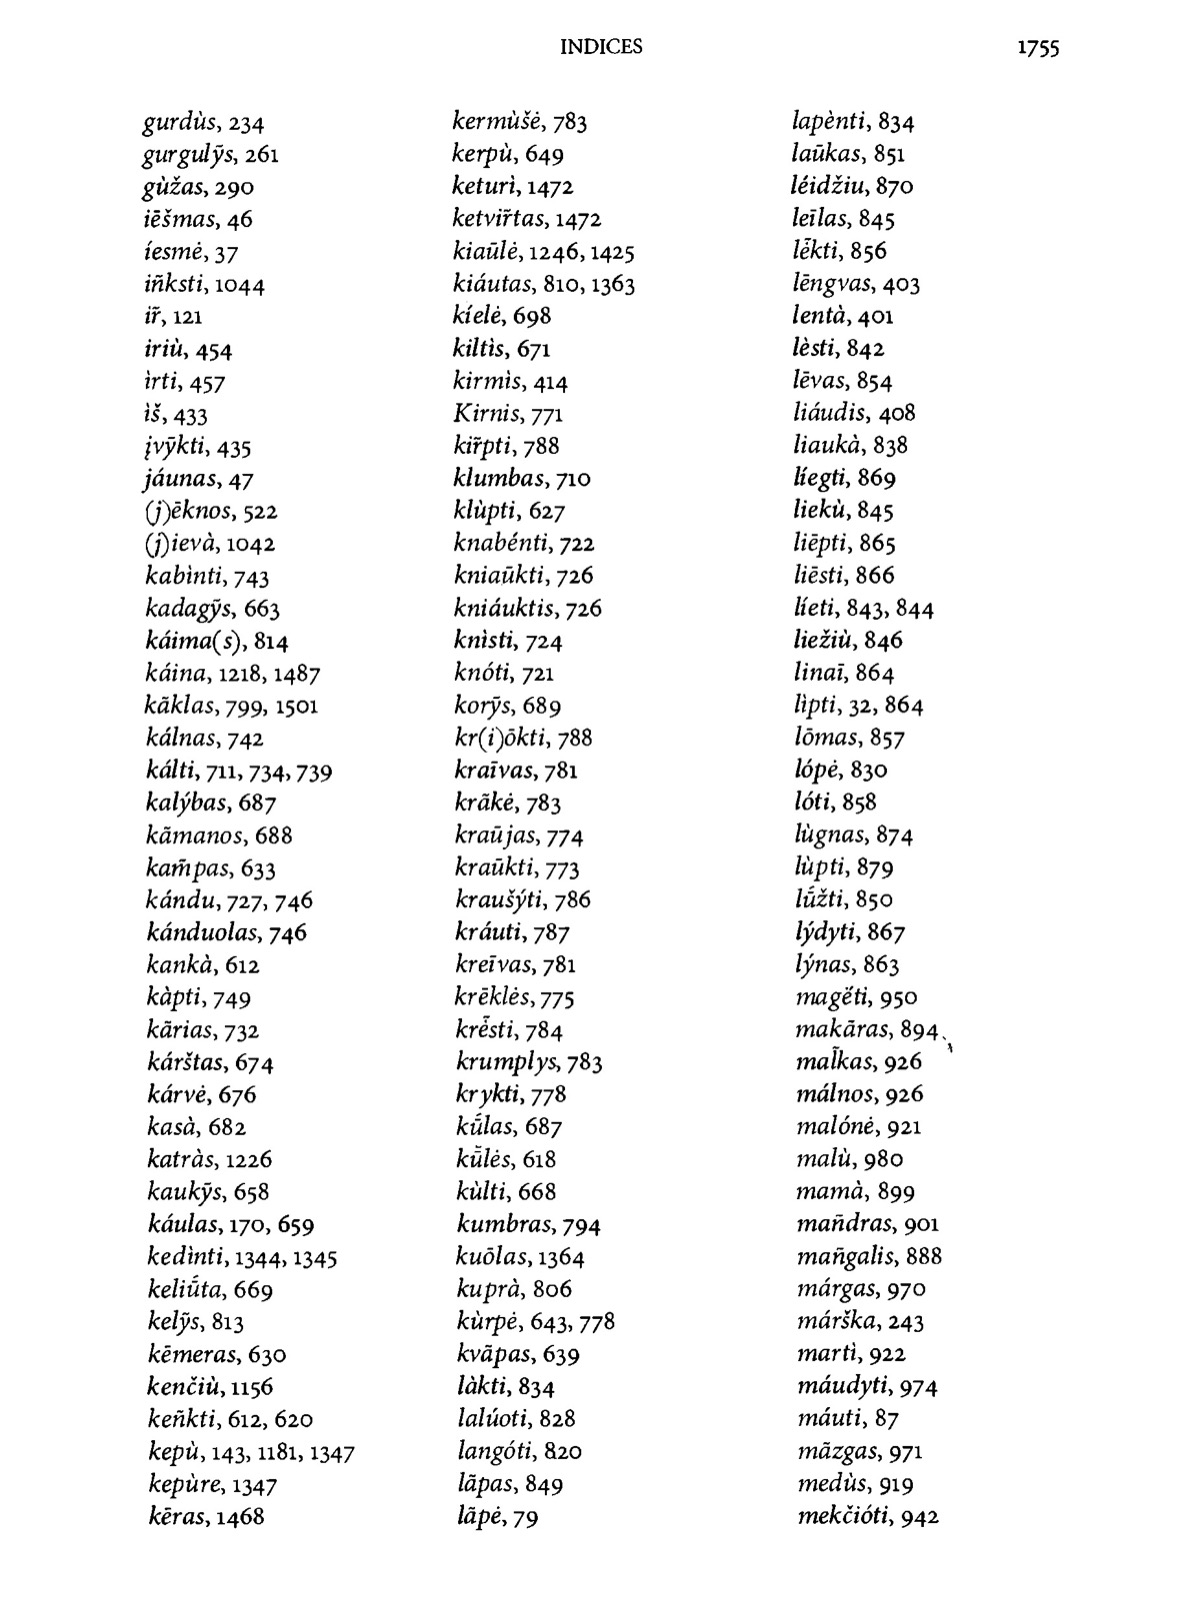 INDICES
1755
gurdùs, 234
gurgulỹs, 261
gùžas, 290
iẽšmas, 46
íesmė, 37
iñksti, 1044
ir̃, 121
iriù, 454
ìrti, 457
ìš, 433
įvỹkti, 435
jáunas, 47
(j)ẽknos, 522
(j)ievà, 1042
kabìnti, 743
kadagỹs, 663
káima(s), 814
káina, 1218, 1487
kãklas, 799, 1501
kálnas, 742
kálti, 711, 734, 739
kalýbas, 687
kãmanos, 688
kam̃pas, 633
kándu, 727, 746
kánduolas, 746
kankà, 612
kàpti, 749
kãrias, 732
kárštas, 674
kárvė, 676
kasà, 682
katràs, 1226
kaukỹs, 658
káulas, 170, 659
kedìnti, 1344, 1345
keliū́ta, 669
kelỹs, 813
kẽmeras, 630
kenčiù, 1156
keñkti, 612, 620
kepù, 143, 1181, 1347
kepùre, 1347
kẽras, 1468
kermùšė, 783
kerpù, 649
keturì, 1472
ketvir̃tas, 1472
kiaũlė, 1246, 1425
kiáutas, 810, 1363
kíelė, 698
kiltìs, 671
kirmìs, 414
Kirnis, 771
kir̃pti, 788
klumbas, 710
klùpti, 627
knabénti, 722
kniaũkti, 726
kniáuktis, 726
knìsti, 724
knóti, 721
korỹs, 689
kr(i)õkti, 788
kraĩvas, 781
krãkė, 783
kraũjas, 774
kraũkti, 773
kraušýti, 786
kráuti, 787
kreĩvas, 781
krẽklės, 775
krė̃sti, 784
krumplys, 783
krykti, 778
kū́las, 687
kū̃lės, 618
kùlti, 668
kumbras, 794
kuõlas, 1364
kuprà, 806
kùrpė, 643, 778
kvãpas, 639
làkti, 834
lalúoti, 828
langóti, 820
lãpas, 849
lãpė, 79
lapènti, 834
laũkas, 851
léidžiu, 870
leĩlas, 845
lė̃kti, 856
lẽngvas, 403
lentà, 401
lèsti, 842
lẽvas, 854
liáudis, 408
liaukà, 838
líegti, 869
liekù, 845
liẽpti, 865
liẽsti, 866
líeti, 843, 844
liežiù, 846
linaĩ, 864
lìpti, 32, 864
lõmas, 857
lópė, 830
lóti, 858
lùgnas, 874
lùpti, 879
lū́žti, 850
lýdyti, 867
lýnas, 863
magė́ti, 950
makãras, 894
mal̃kas, 926
málnos, 926
malónė, 921
malù, 980
mamà, 899
mañdras, 901
mañgalis, 888
márgas, 970
márška, 243
martì, 922
máudyti, 974
máuti, 87
mãzgas, 971
medùs, 919
mekčióti, 942